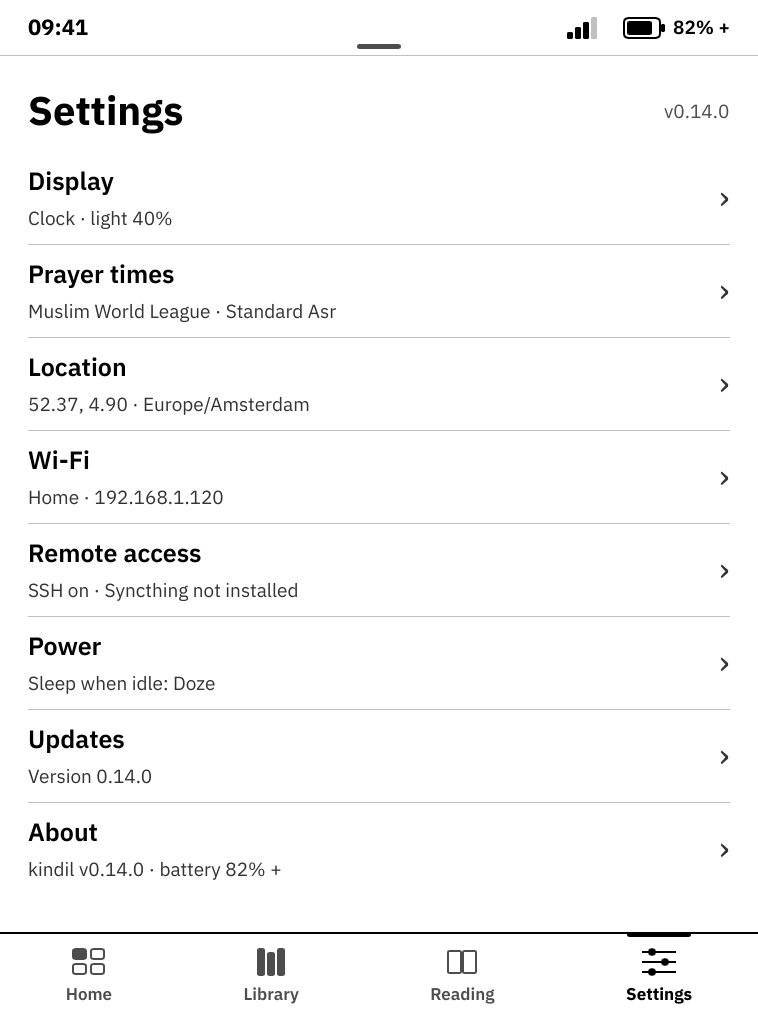 09:41
82% +
Settings
v0.14.0
Display
Clock · light 40%
Prayer times
Muslim World League · Standard Asr
Location
52.37, 4.90 · Europe/Amsterdam
Wi-Fi
Home · 192.168.1.120
Remote access
SSH on · Syncthing not installed
Power
Sleep when idle: Doze
Updates
Version 0.14.0
About
kindil v0.14.0 · battery 82% +
Home
Library
Reading
Settings